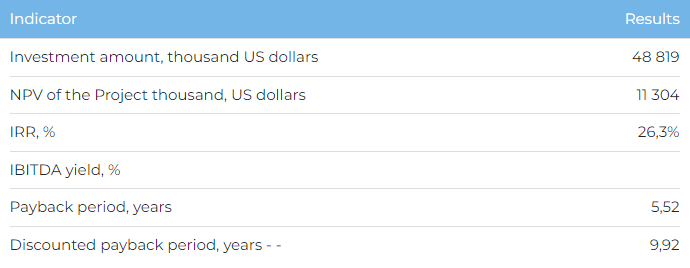 Indicator Results
Investment amount, thousand US dollars 48 819
NPV of the Project thousand, US dollars 11 304
IRR, % 26,3%
IBITDA yield, %
Payback period, years 5,52
Discounted payback period, years - - 9,92